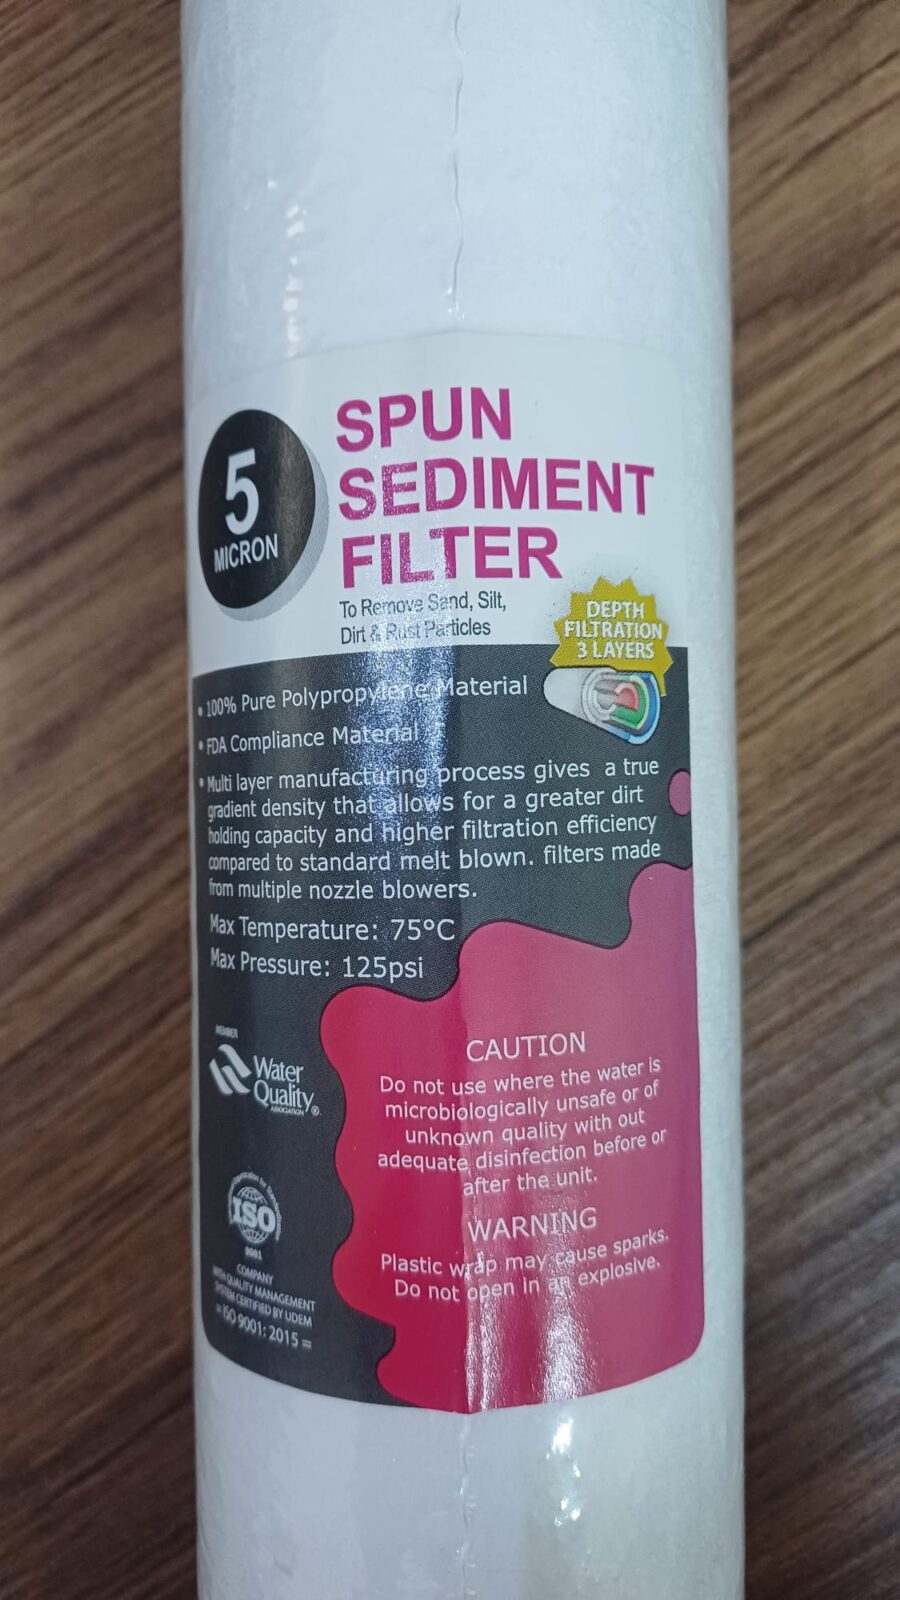 5
MICRON
SPUN
SEDIMENT
FILTER
To Remove Sand, Silt,
Dirt & Rust Particles
DEPTH
FILTRATION
3 LAYERS
• 100% Pure Polypropylene Material
• FDA Compliance Material
• Multi layer manufacturing process gives a true
gradient density that allows for a greater dirt
holding capacity and higher filtration efficiency
compared to standard melt blown. filters made
from multiple nozzle blowers.
Max Temperature: 75°C
Max Pressure: 125psi
MEMBER
Water
Quality
ASSOCIATION ®
CAUTION
Do not use where the water is
microbiologically unsafe or of
unknown quality with out
adequate disinfection before or
after the unit.
WARNING
Plastic wrap may cause sparks.
Do not open in an explosive.
ISO
9001
COMPANY
WITH QUALITY MANAGEMENT
SYSTEM CERTIFIED BY UDEM
= ISO 9001: 2015 =